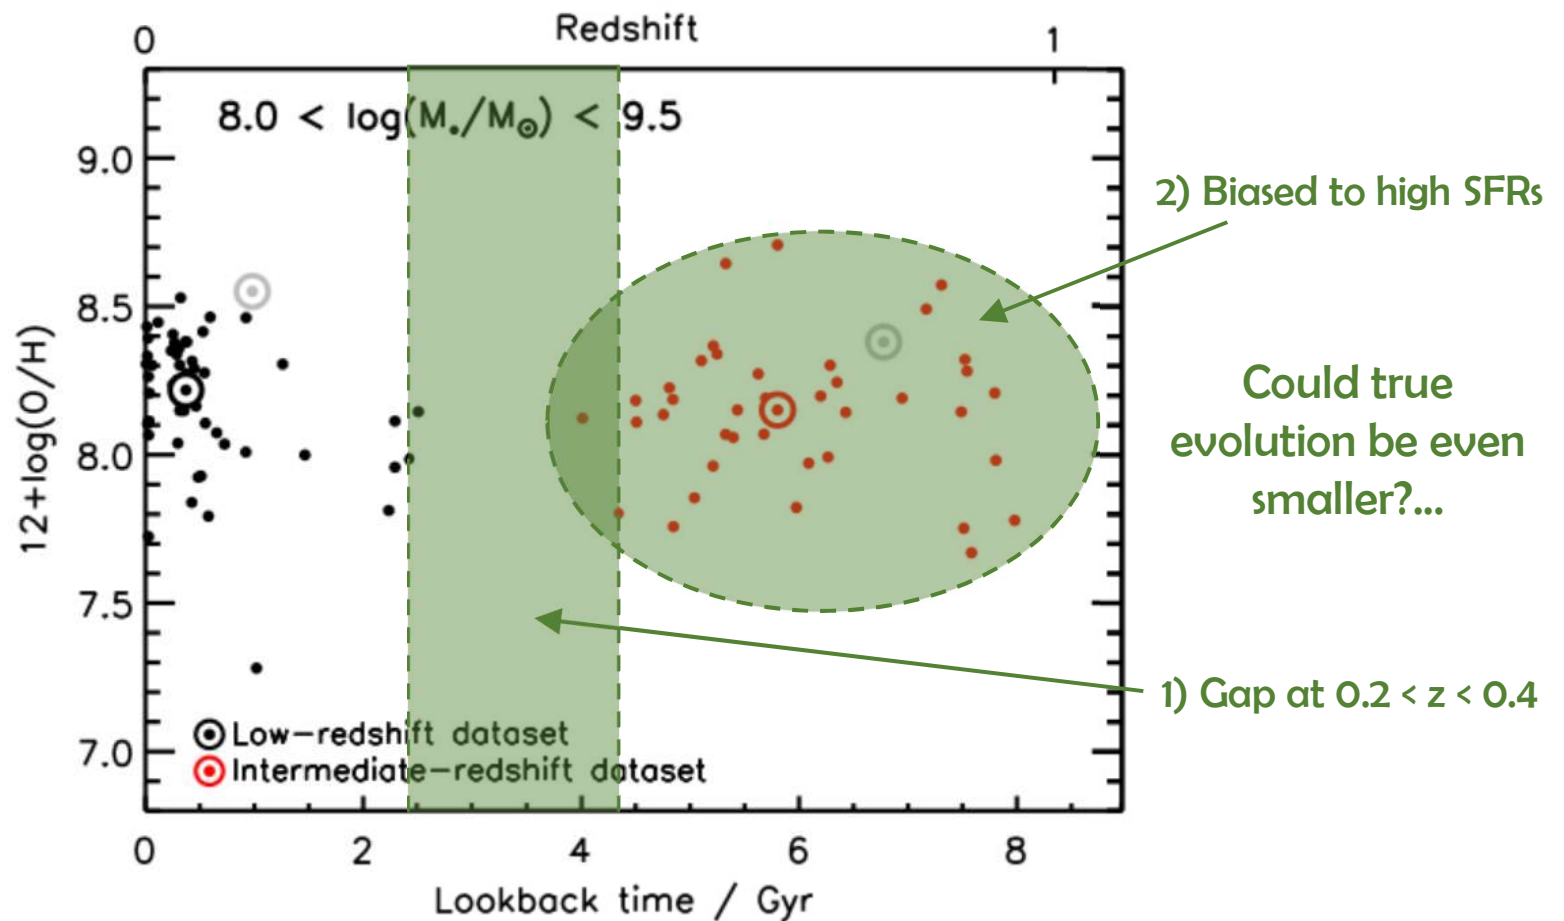 Redshift
0 1
8.0 < log(M⋆/M⊙) < 9.5
9.0
8.5
8.0
7.5
7.0
12+log(O/H)
2) Biased to high SFRs
Could true
evolution be even
smaller?...
1) Gap at 0.2 < z < 0.4
Low-redshift dataset
Intermediate-redshift dataset
0 2 4 6 8
Lookback time / Gyr